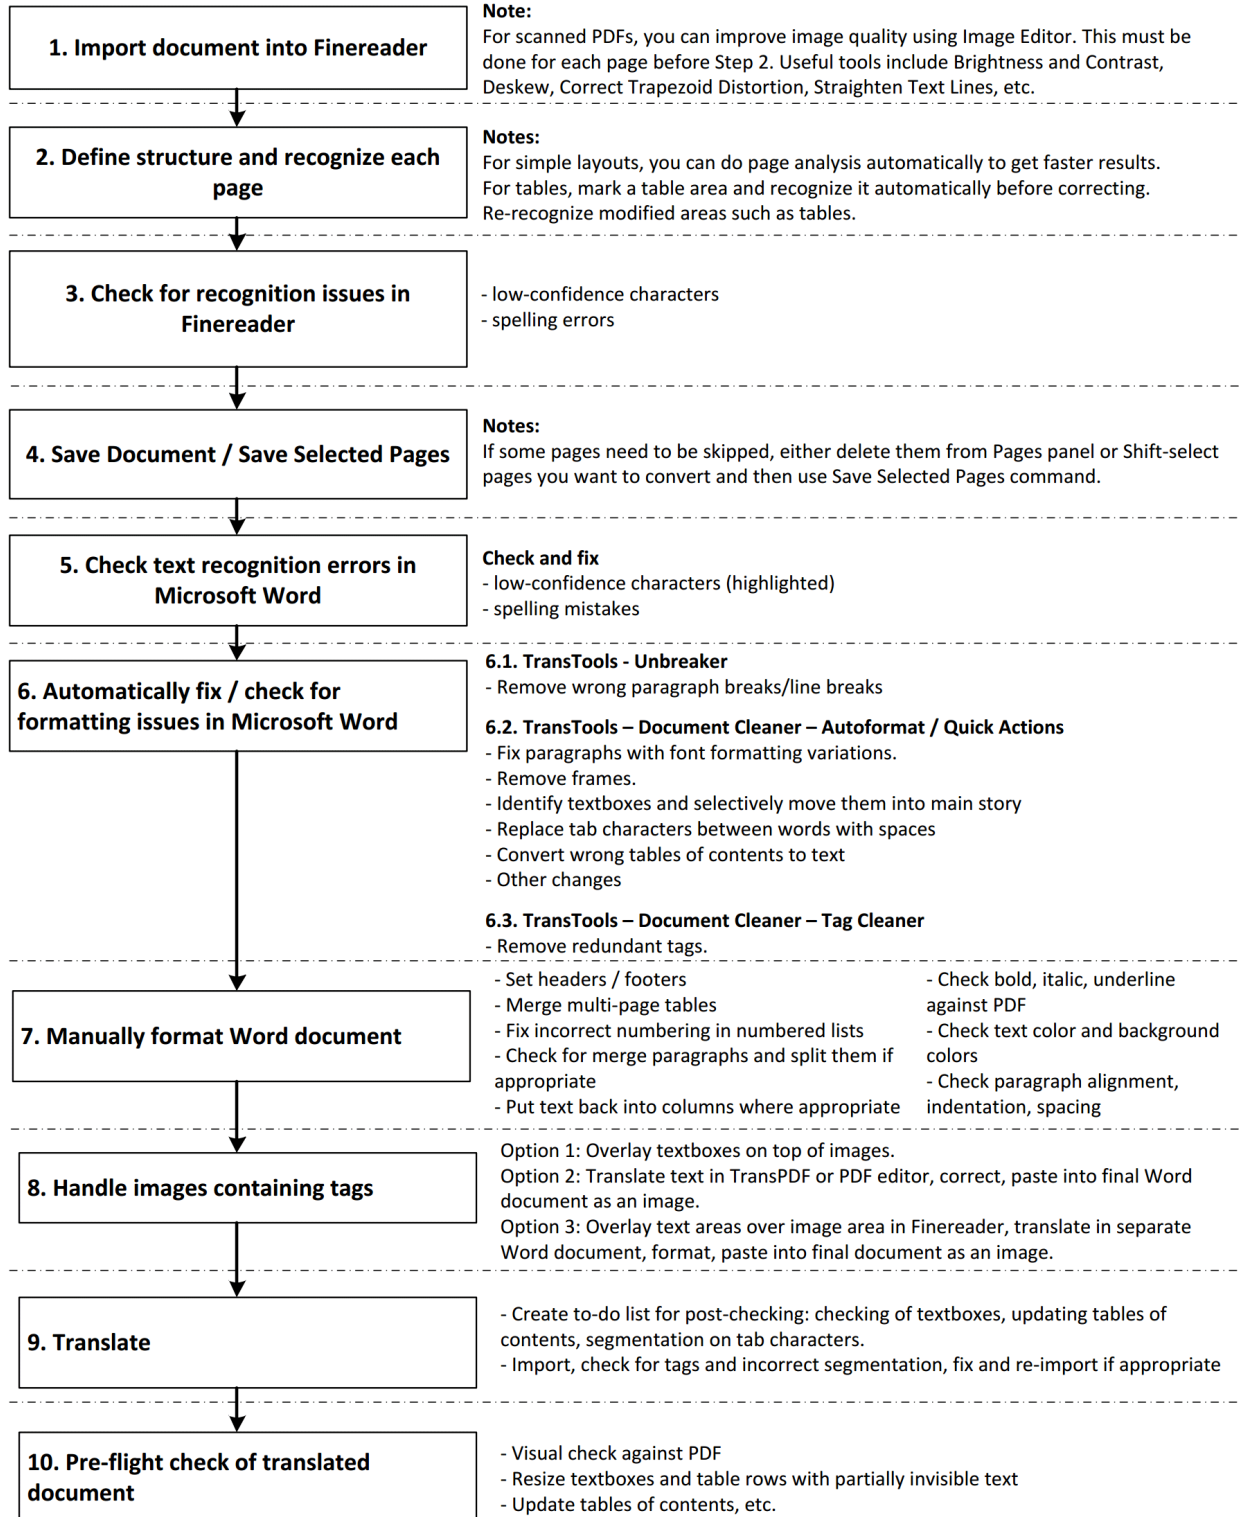 1. Import document into Finereader
Note:
For scanned PDFs, you can improve image quality using Image Editor. This must be
done for each page before Step 2. Useful tools include Brightness and Contrast,
Deskew, Correct Trapezoid Distortion, Straighten Text Lines, etc.
2. Define structure and recognize each
page
Notes:
For simple layouts, you can do page analysis automatically to get faster results.
For tables, mark a table area and recognize it automatically before correcting.
Re-recognize modified areas such as tables.
3. Check for recognition issues in
Finereader
- low-confidence characters
- spelling errors
4. Save Document / Save Selected Pages
Notes:
If some pages need to be skipped, either delete them from Pages panel or Shift-select
pages you want to convert and then use Save Selected Pages command.
5. Check text recognition errors in
Microsoft Word
Check and fix
- low-confidence characters (highlighted)
- spelling mistakes
6. Automatically fix / check for
formatting issues in Microsoft Word
6.1. TransTools - Unbreaker
- Remove wrong paragraph breaks/line breaks
6.2. TransTools – Document Cleaner – Autoformat / Quick Actions
- Fix paragraphs with font formatting variations.
- Remove frames.
- Identify textboxes and selectively move them into main story
- Replace tab characters between words with spaces
- Convert wrong tables of contents to text
- Other changes
6.3. TransTools – Document Cleaner – Tag Cleaner
- Remove redundant tags.
7. Manually format Word document
- Set headers / footers
- Merge multi-page tables
- Fix incorrect numbering in numbered lists
- Check for merge paragraphs and split them if
appropriate
- Put text back into columns where appropriate
- Check bold, italic, underline
against PDF
- Check text color and background
colors
- Check paragraph alignment,
indentation, spacing
8. Handle images containing tags
Option 1: Overlay textboxes on top of images.
Option 2: Translate text in TransPDF or PDF editor, correct, paste into final Word
document as an image.
Option 3: Overlay text areas over image area in Finereader, translate in separate
Word document, format, paste into final document as an image.
9. Translate
- Create to-do list for post-checking: checking of textboxes, updating tables of
contents, segmentation on tab characters.
- Import, check for tags and incorrect segmentation, fix and re-import if appropriate
10. Pre-flight check of translated
document
- Visual check against PDF
- Resize textboxes and table rows with partially invisible text
- Update tables of contents, etc.